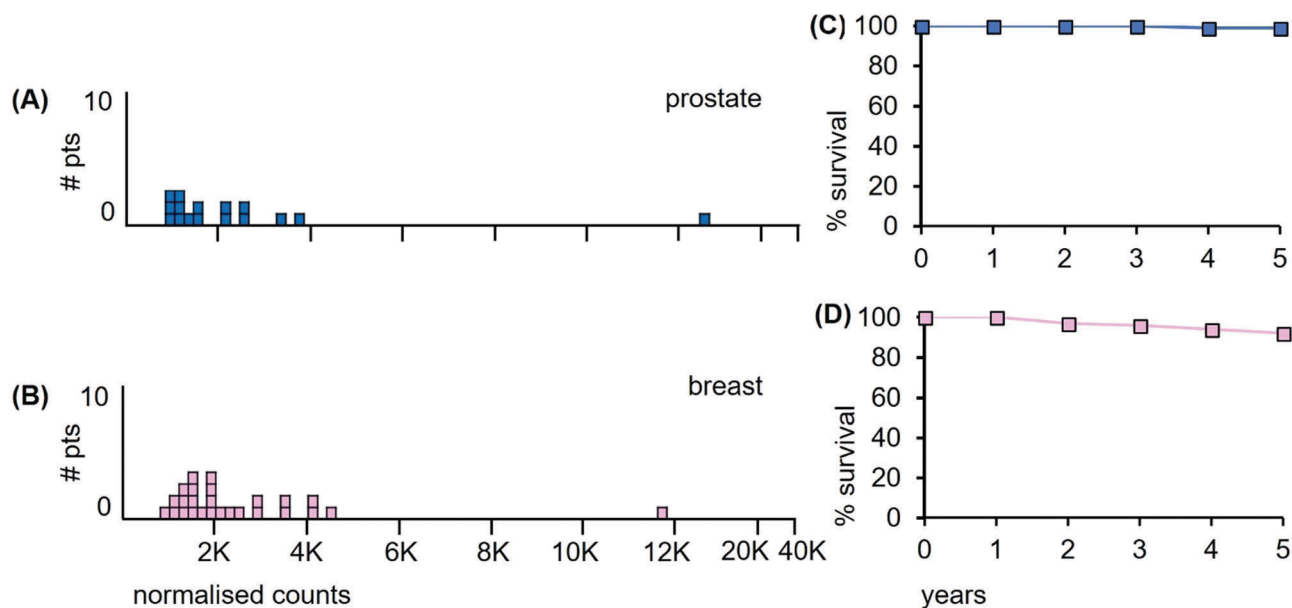 (A)
10
0
# pts
prostate
(C)
100
80
60
40
20
0
% survival
0 1 2 3 4 5
(B)
10
0
# pts
breast
2K 4K 6K 8K 10K 12K 20K 40K
normalised counts
(D)
100
80
60
40
20
0
% survival
0 1 2 3 4 5
years